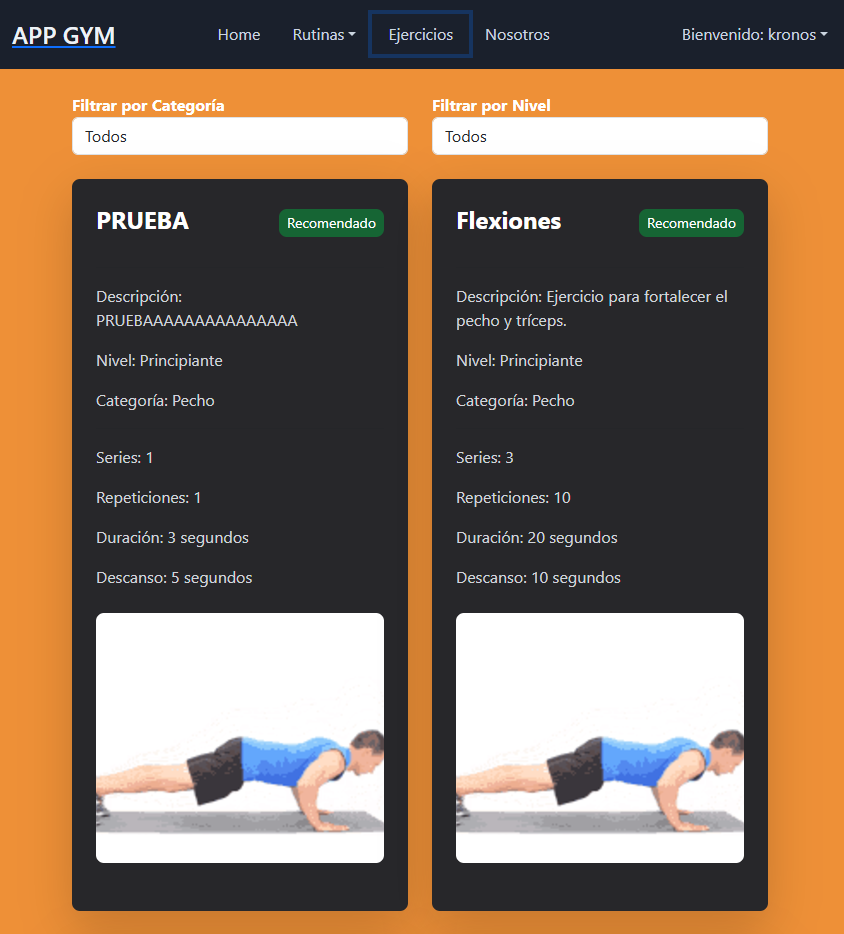 APP GYM
Home
Rutinas
Ejercicios
Nosotros
Bienvenido: kronos
Filtrar por Categoría
Todos
Filtrar por Nivel
Todos
PRUEBA
Recomendado
Descripción:
PRUEBAAAAAAAAAAAAAAA
Nivel: Principiante
Categoría: Pecho
Series: 1
Repeticiones: 1
Duración: 3 segundos
Descanso: 5 segundos
Flexiones
Recomendado
Descripción: Ejercicio para fortalecer el
pecho y tríceps.
Nivel: Principiante
Categoría: Pecho
Series: 3
Repeticiones: 10
Duración: 20 segundos
Descanso: 10 segundos